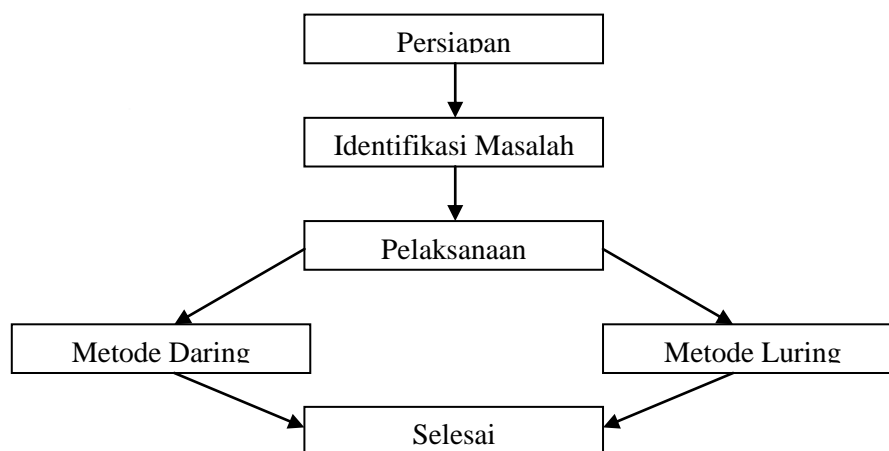 Persiapan
Identifikasi Masalah
Pelaksanaan
Metode Daring
Metode Luring
Selesai